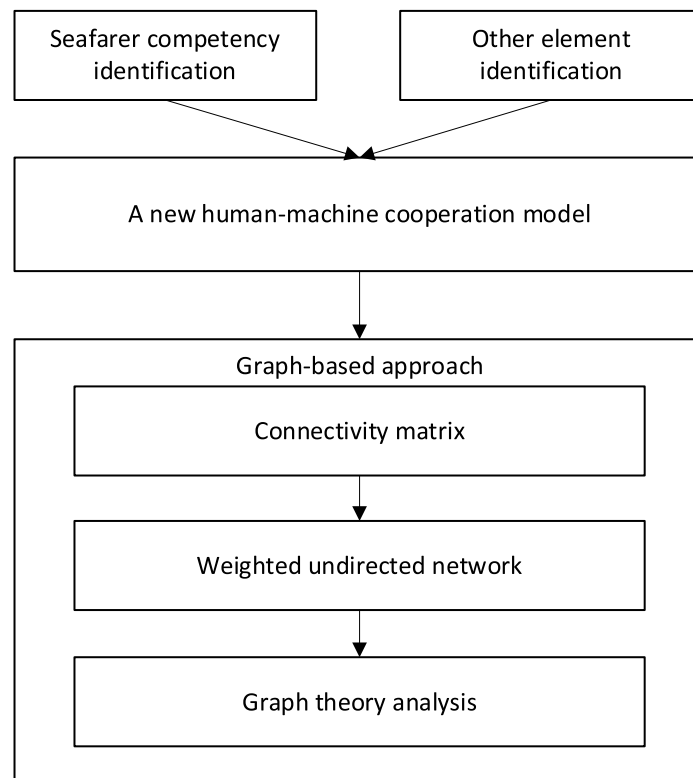 Seafarer competency
identification
Other element
identification
A new human-machine cooperation model
Graph-based approach
Connectivity matrix
Weighted undirected network
Graph theory analysis